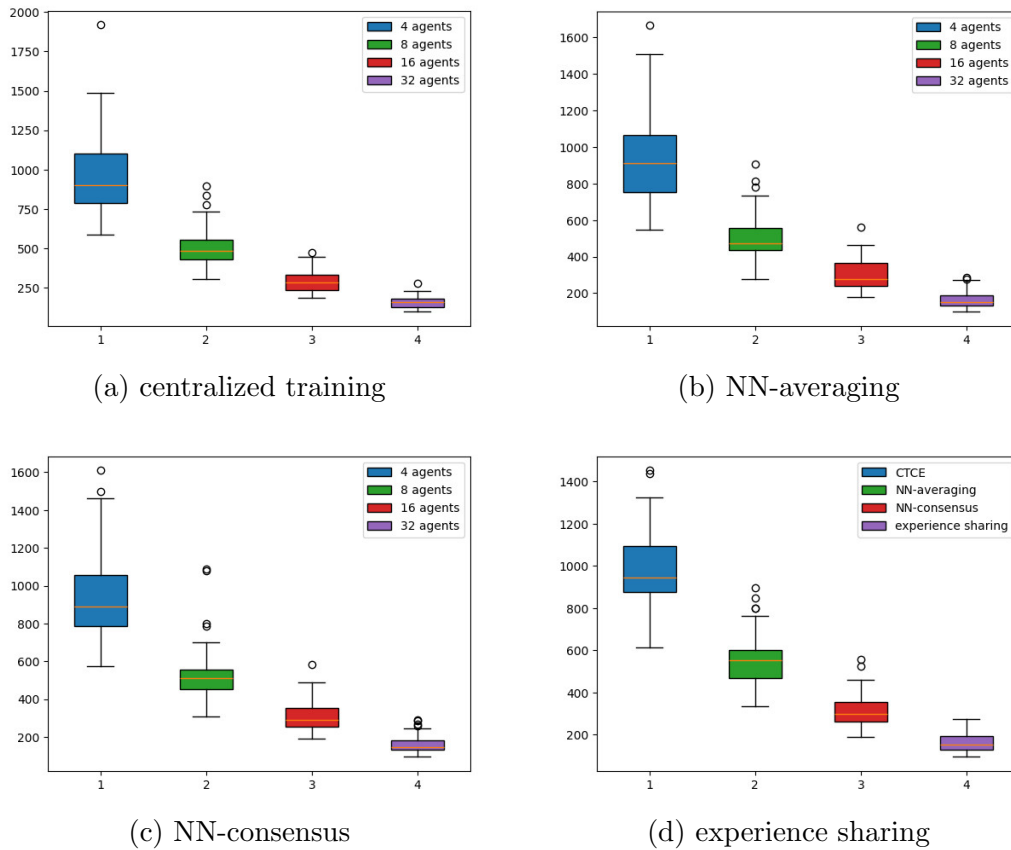 2000
1750
1500
1250
1000
750
500
250
1 2 3 4
4 agents
8 agents
16 agents
32 agents
(a) centralized training
1600
1400
1200
1000
800
600
400
200
1 2 3 4
4 agents
8 agents
16 agents
32 agents
(b) NN-averaging
1600
1400
1200
1000
800
600
400
200
1 2 3 4
4 agents
8 agents
16 agents
32 agents
(c) NN-consensus
1400
1200
1000
800
600
400
200
1 2 3 4
CTCE
NN-averaging
NN-consensus
experience sharing
(d) experience sharing